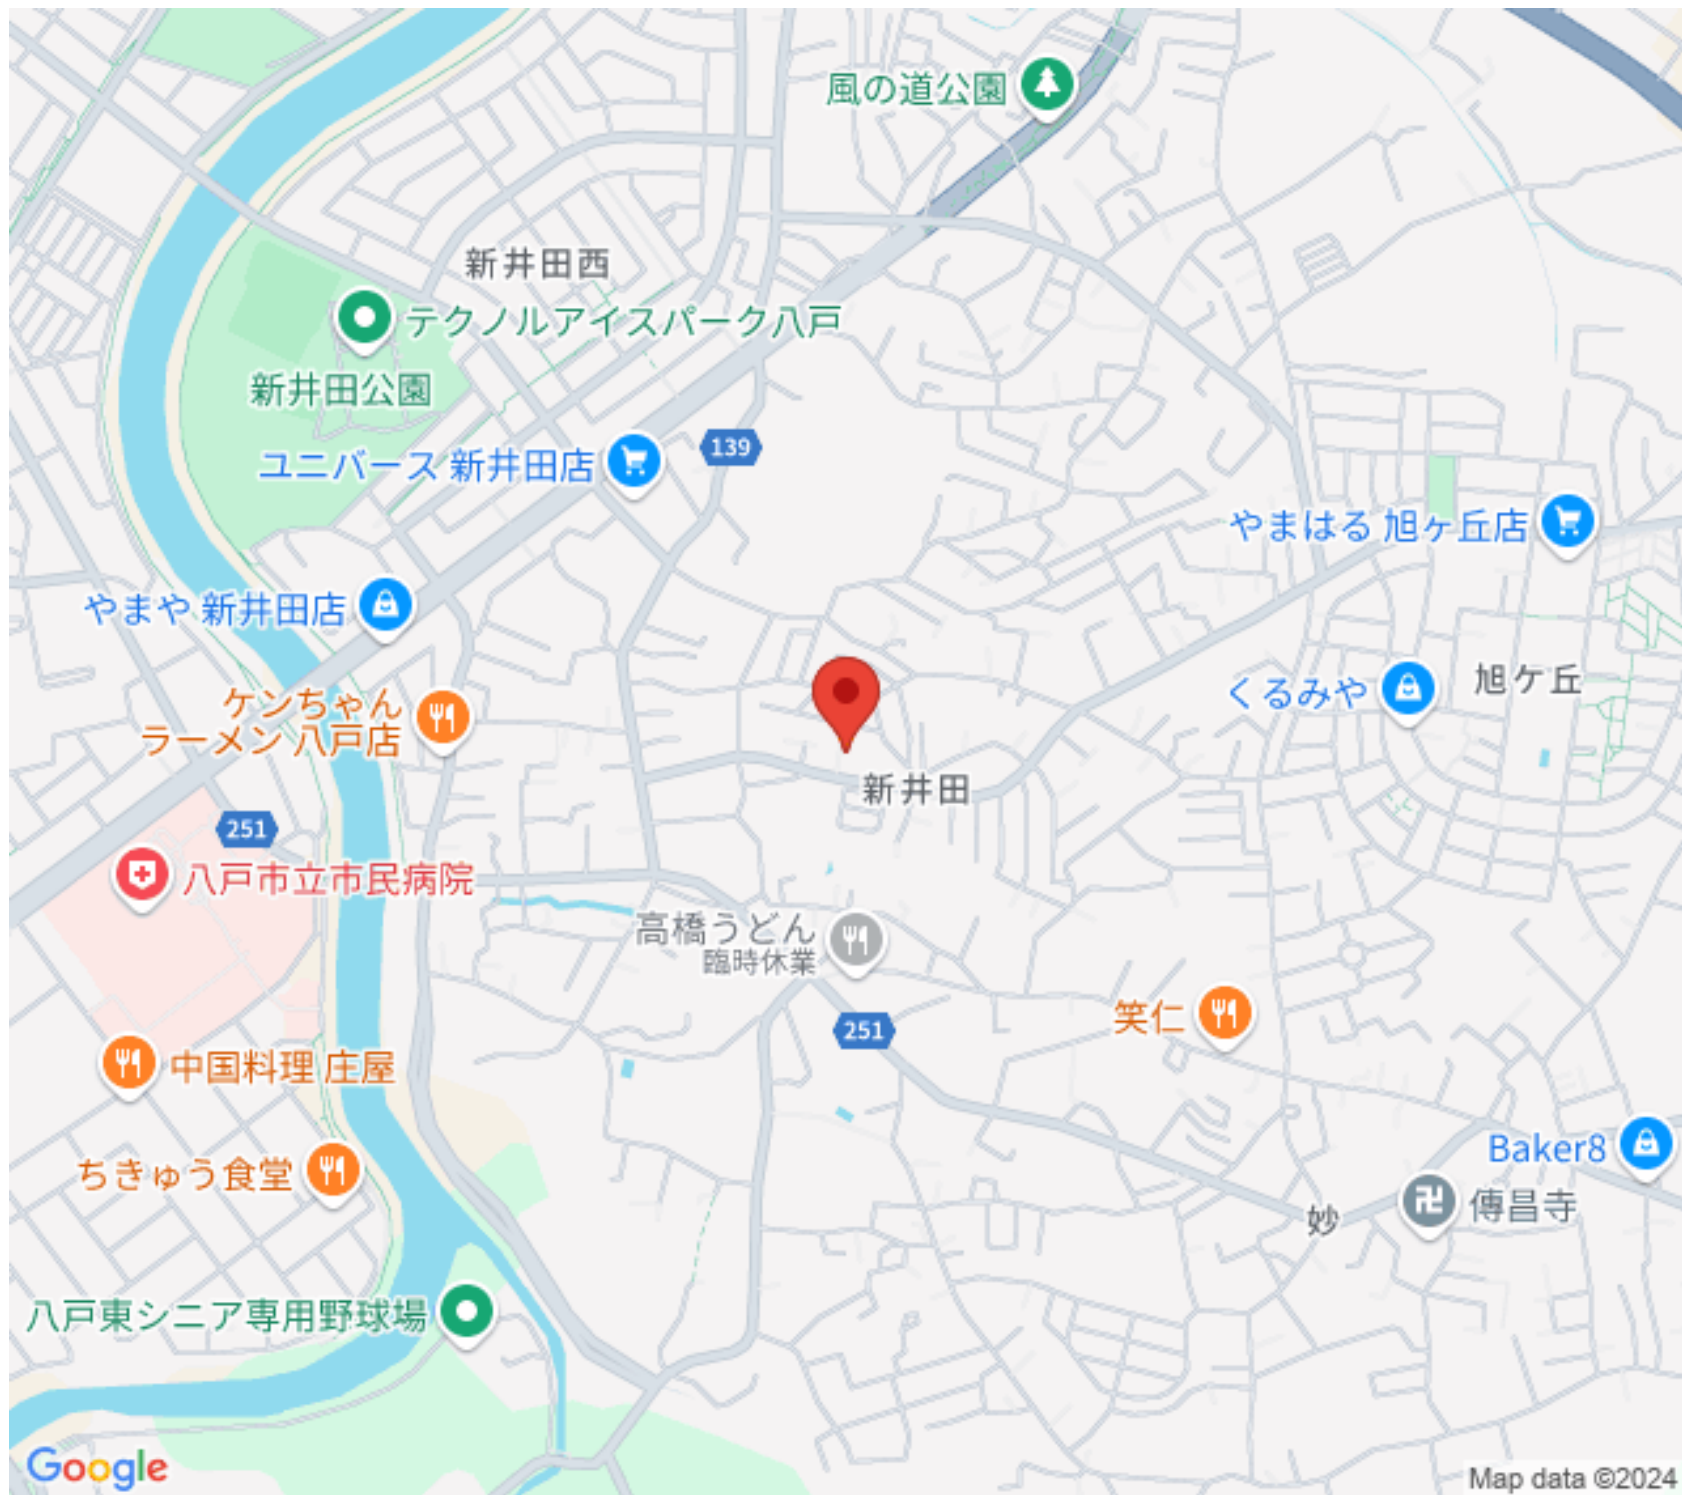 風の道公園
新井田西
テクノルアイスパーク八戸
新井田公園
139
ユニバース 新井田店
やまはる 旭ヶ丘店
やまや 新井田店
旭ケ丘
くるみや
ケンちゃん
ラーメン 八戸店
新井田
251
八戸市立市民病院
高橋うどん
臨時休業
笑仁
251
中国料理 庄屋
Baker8
ちきゅう食堂
傳昌寺
妙
八戸東シニア専用野球場
Google
Map data ©2024